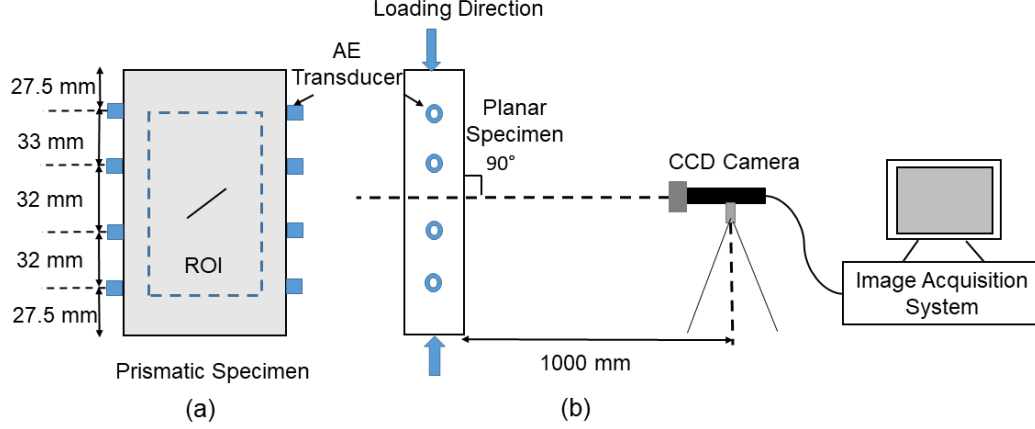 27.5 mm
33 mm
32 mm
32 mm
27.5 mm
ROI
Prismatic Specimen
(a)
Loading Direction
AE
Transducer
Planar
Specimen
90°
CCD Camera
Image Acquisition
System
1000 mm
(b)